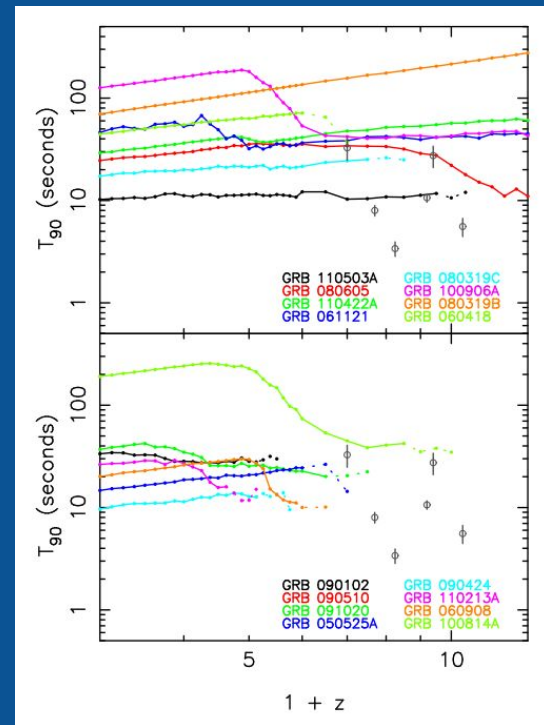 T90 (seconds)
100
10
1
GRB 110503A GRB 080319C
GRB 080605 GRB 100906A
GRB 110422A GRB 080319B
GRB 061121 GRB 060418
T90 (seconds)
100
10
1
GRB 090102 GRB 090424
GRB 090510 GRB 110213A
GRB 091020 GRB 060908
GRB 050525A GRB 100814A
5 10
1 + z